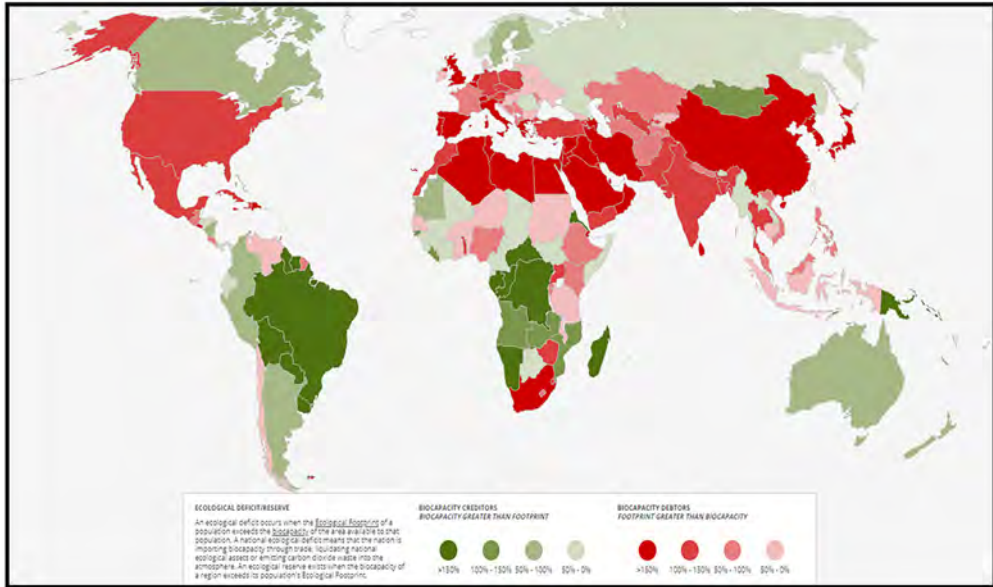 ECOLOGICAL DEFICIT/RESERVE
An ecological deficit occurs when the Ecological Footprint of a
population exceeds the biocapacity of the area available to that
population. A national ecological deficit means that the nation is
importing biocapacity through trade, liquidating national
ecological assets or emitting carbon dioxide waste into the
atmosphere. An ecological reserve exists when the biocapacity of
a region exceeds its population's Ecological Footprint.
BIOCAPACITY CREDITORS
BIOCAPACITY GREATER THAN FOOTPRINT
>150% 100% - 150% 50% - 100% 50% - 0%
BIOCAPACITY DEBTORS
FOOTPRINT GREATER THAN BIOCAPACITY
>150% 100% - 150% 50% - 100% 50% - 0%